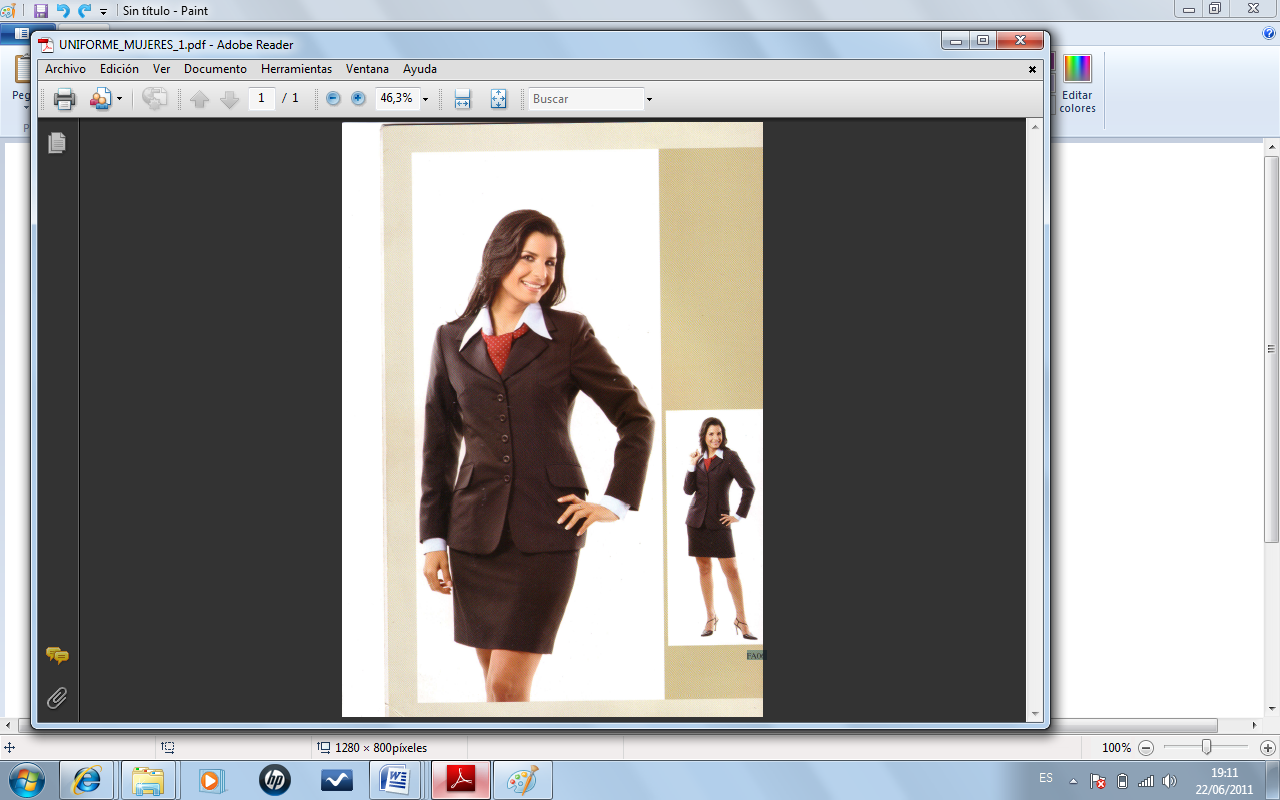 Sin título - Paint
UNIFORME_MUJERES_1.pdf - Adobe Reader
Archivo Edición Ver Documento Herramientas Ventana Ayuda
1 / 1 46,3% Buscar
Editar
colores
1280 × 800píxeles 100%
ES 19:11
22/06/2011